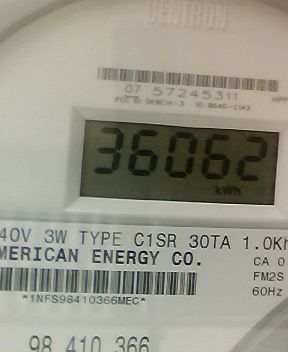 CENTRON®
07 57245311
36062
kWh
40V 3W TYPE C1SR 30TA 1.0Kh
MERICAN ENERGY CO.
CA 0
FM2S
60Hz
*1NFS98410366MEC*
98 410 366